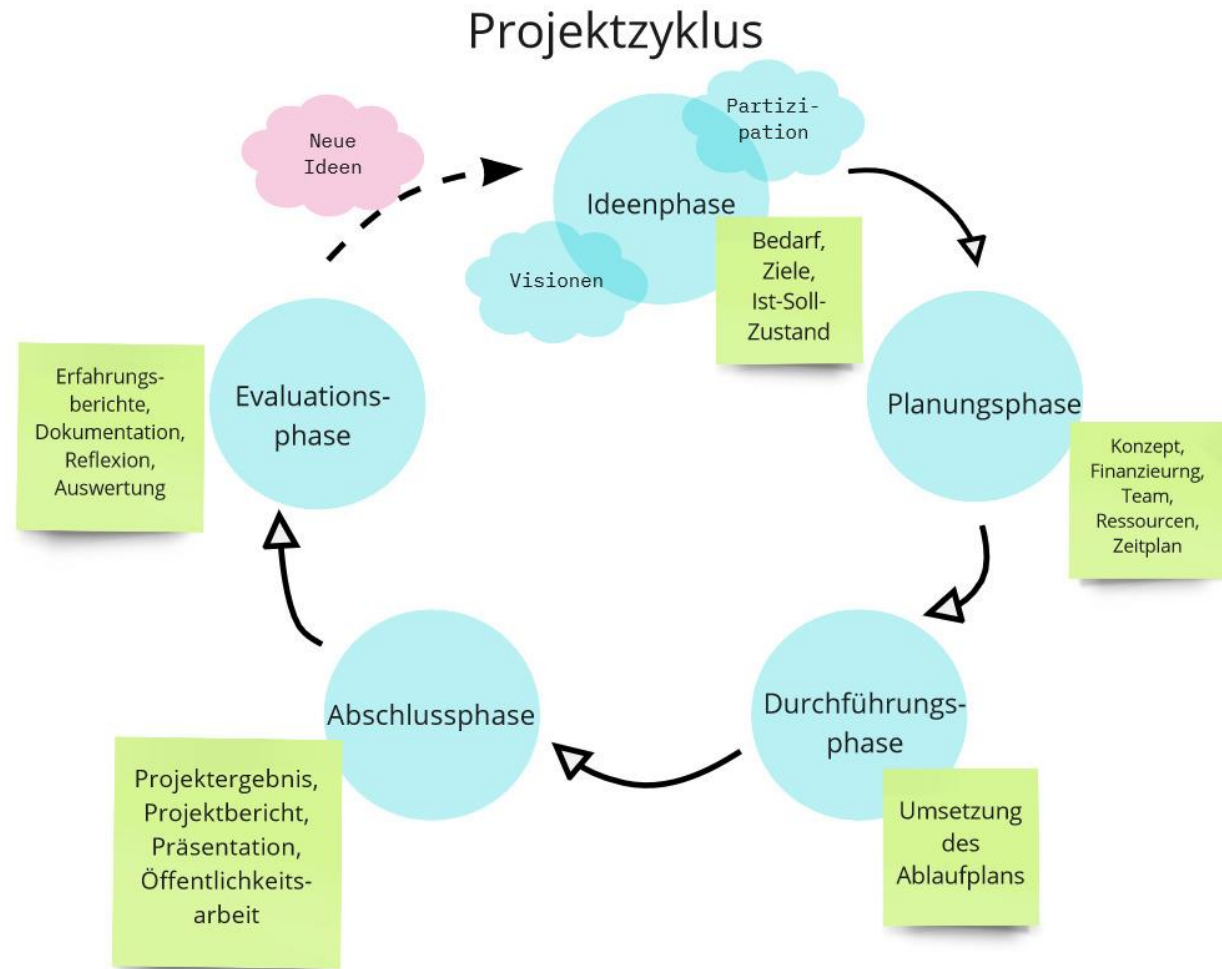 Projektzyklus
Neue
Ideen
Partizi-
pation
Ideenphase
Visionen
Bedarf,
Ziele,
Ist-Soll-
Zustand
Planungsphase
Konzept,
Finanzieurng,
Team,
Ressourcen,
Zeitplan
Durchführungs-
phase
Umsetzung
des
Ablaufplans
Abschlussphase
Projektergebnis,
Projektbericht,
Präsentation,
Öffentlichkeits-
arbeit
Evaluations-
phase
Erfahrungs-
berichte,
Dokumentation,
Reflexion,
Auswertung